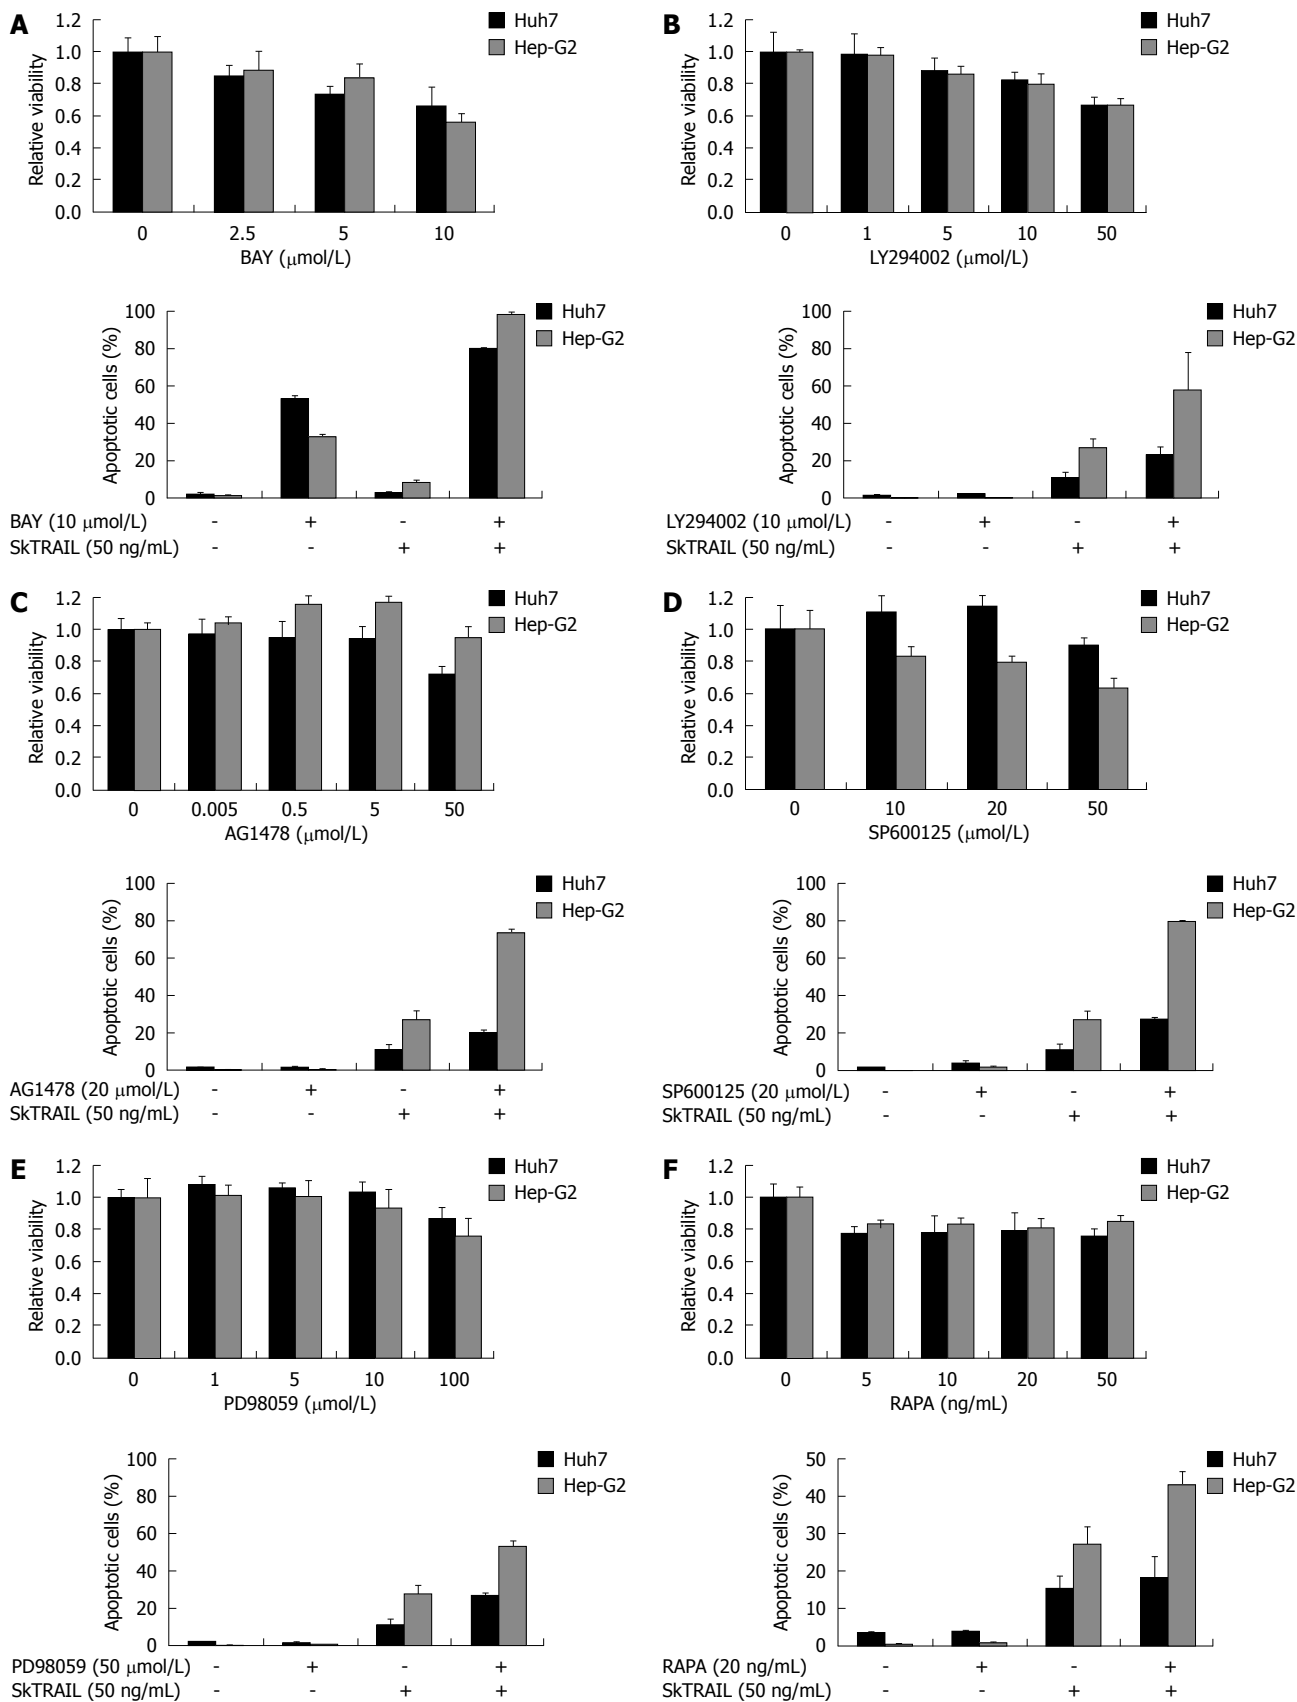 A
Relative viability
1.2
1.0
0.8
0.6
0.4
0.2
0.0
0 2.5 5 10
BAY (μmol/L)
Huh7
Hep-G2
Apoptotic cells (%)
100
80
60
40
20
0
Huh7
Hep-G2
BAY (10 μmol/L) - + - +
SkTRAIL (50 ng/mL) - - + +
B
Relative viability
1.2
1.0
0.8
0.6
0.4
0.2
0.0
0 1 5 10 50
LY294002 (μmol/L)
Huh7
Hep-G2
Apoptotic cells (%)
100
80
60
40
20
0
Huh7
Hep-G2
LY294002 (10 μmol/L) - + - +
SkTRAIL (50 ng/mL) - - + +
C
Relative viability
1.2
1.0
0.8
0.6
0.4
0.2
0.0
0 0.005 0.5 5 50
AG1478 (μmol/L)
Huh7
Hep-G2
Apoptotic cells (%)
100
80
60
40
20
0
Huh7
Hep-G2
AG1478 (20 μmol/L) - + - +
SkTRAIL (50 ng/mL) - - + +
D
Relative viability
1.2
1.0
0.8
0.6
0.4
0.2
0.0
0 10 20 50
SP600125 (μmol/L)
Huh7
Hep-G2
Apoptotic cells (%)
100
80
60
40
20
0
Huh7
Hep-G2
SP600125 (20 μmol/L) - + - +
SkTRAIL (50 ng/mL) - - + +
E
Relative viability
1.2
1.0
0.8
0.6
0.4
0.2
0.0
0 1 5 10 100
PD98059 (μmol/L)
Huh7
Hep-G2
Apoptotic cells (%)
100
80
60
40
20
0
Huh7
Hep-G2
PD98059 (50 μmol/L) - + - +
SkTRAIL (50 ng/mL) - - + +
F
Relative viability
1.2
1.0
0.8
0.6
0.4
0.2
0.0
0 5 10 20 50
RAPA (ng/mL)
Huh7
Hep-G2
Apoptotic cells (%)
50
40
30
20
10
0
Huh7
Hep-G2
RAPA (20 ng/mL) - + - +
SkTRAIL (50 ng/mL) - - + +